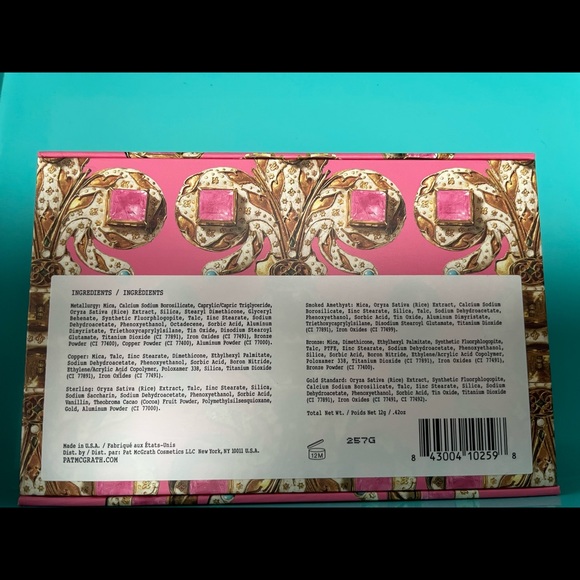 INGREDIENTS / INGRÉDIENTS
Metallurgy: Mica, Calcium Sodium Borosilicate, Caprylic/Capric Triglyceride,
Oryza Sativa (Rice) Extract, Silica, Stearyl Dimethicone, Glyceryl
Behenate, Synthetic Fluorphlogopite, Talc, Zinc Stearate, Sodium
Dehydroacetate, Phenoxyethanol, Octadecene, Sorbic Acid, Aluminum
Dimyristate, Triethoxycaprylylsilane, Tin Oxide, Disodium Stearoyl
Glutamate, Titanium Dioxide (CI 77891), Iron Oxides (CI 77491), Bronze
Powder (CI 77400), Copper Powder (CI 77400).
Copper: Mica, Talc, Zinc Stearate, Dimethicone, Ethylhexyl Palmitate,
Sodium Dehydroacetate, Phenoxyethanol, Sorbic Acid, Boron Nitride,
Ethylene/Acrylic Acid Copolymer, Poloxamer 338, Silica, Titanium Dioxide
(CI 77891), Iron Oxides (CI 77491).
Sterling: Oryza Sativa (Rice) Extract, Talc, Zinc Stearate, Silica,
Sodium Saccharin, Sodium Dehydroacetate, Phenoxyethanol, Sorbic Acid,
Vanillin, Theobroma Cacao (Cocoa) Fruit Powder, Polymethylsilsesquioxane,
Gold, Aluminum Powder (CI 77000).
Made in U.S.A. / Fabriqué aux États-Unis
Dist. by / Dist. par: Pat McGrath Cosmetics LLC New York, NY 10011 U.S.A.
PATMCGRATH.COM
Smoked Amethyst: Mica, Oryza Sativa (Rice) Extract, Calcium Sodium
Borosilicate, Zinc Stearate, Silica, Talc, Sodium Dehydroacetate,
Phenoxyethanol, Sorbic Acid, Tin Oxide, Aluminum Dimyristate,
Triethoxycaprylylsilane, Disodium Stearoyl Glutamate, Titanium Dioxide
(CI 77891), Iron Oxides (CI 77499).
Bronze: Mica, Dimethicone, Ethylhexyl Palmitate, Synthetic Fluorphlogopite,
Talc, PTFE, Zinc Stearate, Sodium Dehydroacetate, Phenoxyethanol,
Silica, Sorbic Acid, Boron Nitride, Ethylene/Acrylic Acid Copolymer,
Poloxamer 338, Titanium Dioxide (CI 77891), Iron Oxides (CI 77491).
Gold Standard: Oryza Sativa (Rice) Extract, Synthetic Fluorphlogopite,
Calcium Sodium Borosilicate, Talc, Zinc Stearate, Silica, Sodium
Dehydroacetate, Phenoxyethanol, Sorbic Acid, Tin Oxide, Titanium Dioxide
(CI 77891), Iron Oxides (CI 77491, CI 77492).
Total Net Wt. / Poids Net 12g / .42oz
12M
257G
8 43004 10259 8